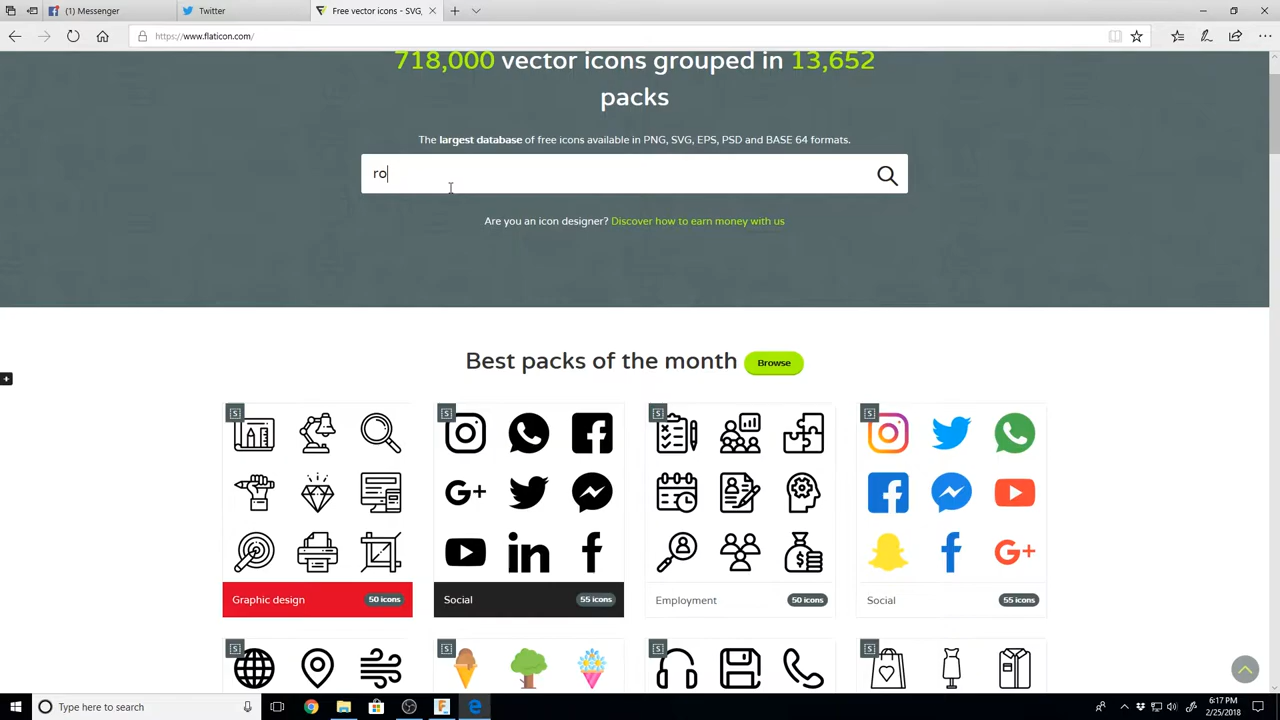 (1) Messenger
Twitter
Free vector icons - SVG,
https://www.flaticon.com/
718,000 vector icons grouped in 13,652
packs
The largest database of free icons available in PNG, SVG, EPS, PSD and BASE 64 formats.
ro
Are you an icon designer? Discover how to earn money with us
Best packs of the month Browse
Graphic design 50 icons
Social 55 icons
Employment 50 icons
Social 55 icons
Type here to search
6:17 PM
2/25/2018